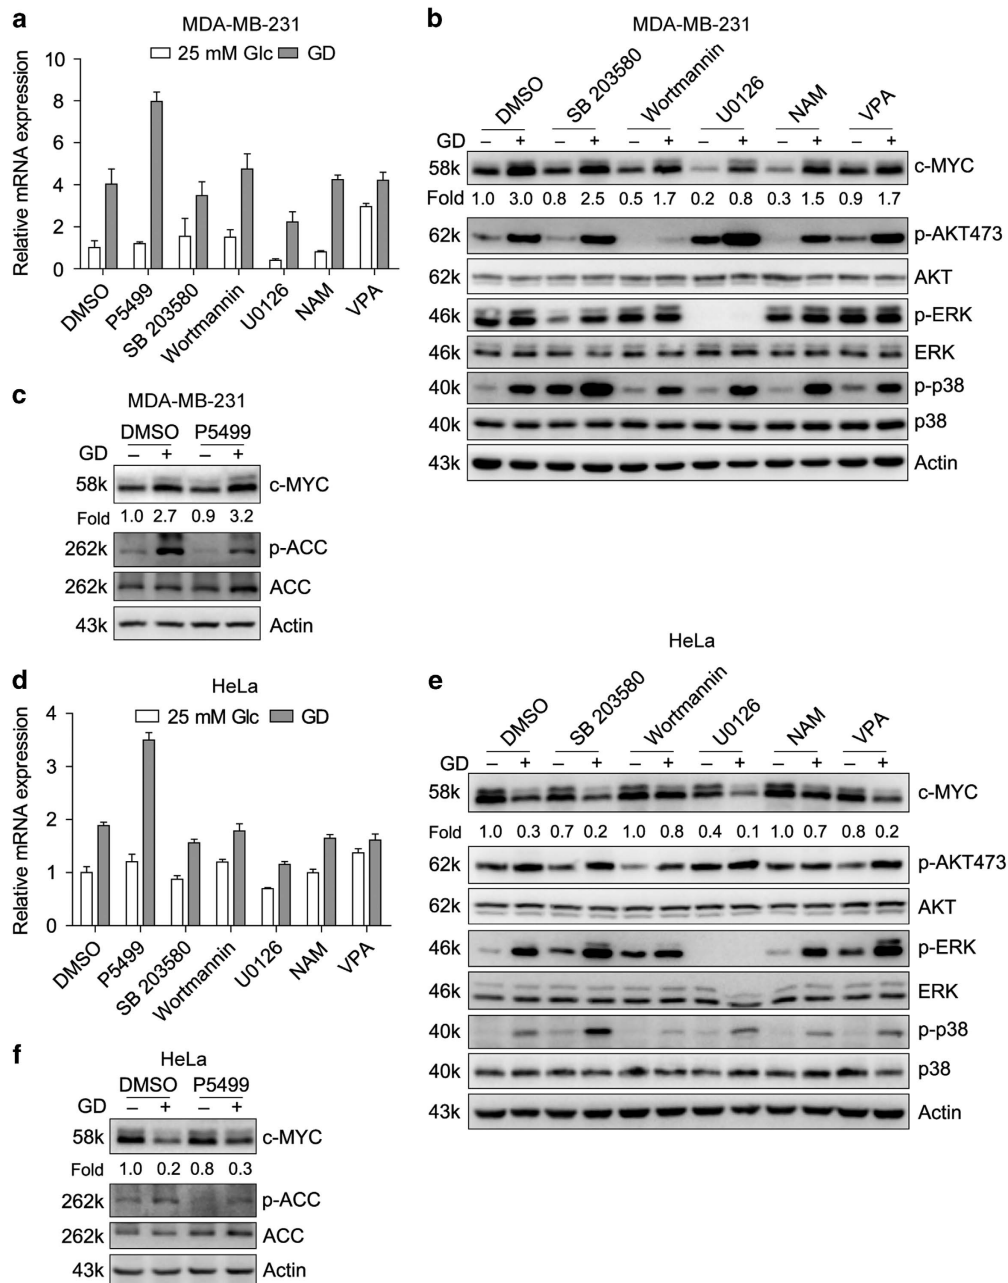 a
MDA-MB-231
25 mM Glc GD
Relative mRNA expression
10
8
6
4
2
0
DMSO P5499 SB 203580 Wortmannin U0126 NAM VPA
b
MDA-MB-231
DMSO SB 203580 Wortmannin U0126 NAM VPA
GD – + – + – + – + – + – +
58k c-MYC
Fold 1.0 3.0 0.8 2.5 0.5 1.7 0.2 0.8 0.3 1.5 0.9 1.7
62k p-AKT473
62k AKT
46k p-ERK
46k ERK
40k p-p38
40k p38
43k Actin
c
MDA-MB-231
DMSO P5499
GD – + – +
58k c-MYC
Fold 1.0 2.7 0.9 3.2
262k p-ACC
262k ACC
43k Actin
d
HeLa
25 mM Glc GD
Relative mRNA expression
4
3
2
1
0
DMSO P5499 SB 203580 Wortmannin U0126 NAM VPA
e
HeLa
DMSO SB 203580 Wortmannin U0126 NAM VPA
GD – + – + – + – + – + – +
58k c-MYC
Fold 1.0 0.3 0.7 0.2 1.0 0.8 0.4 0.1 1.0 0.7 0.8 0.2
62k p-AKT473
62k AKT
46k p-ERK
46k ERK
40k p-p38
40k p38
43k Actin
f
HeLa
DMSO P5499
GD – + – +
58k c-MYC
Fold 1.0 0.2 0.8 0.3
262k p-ACC
262k ACC
43k Actin